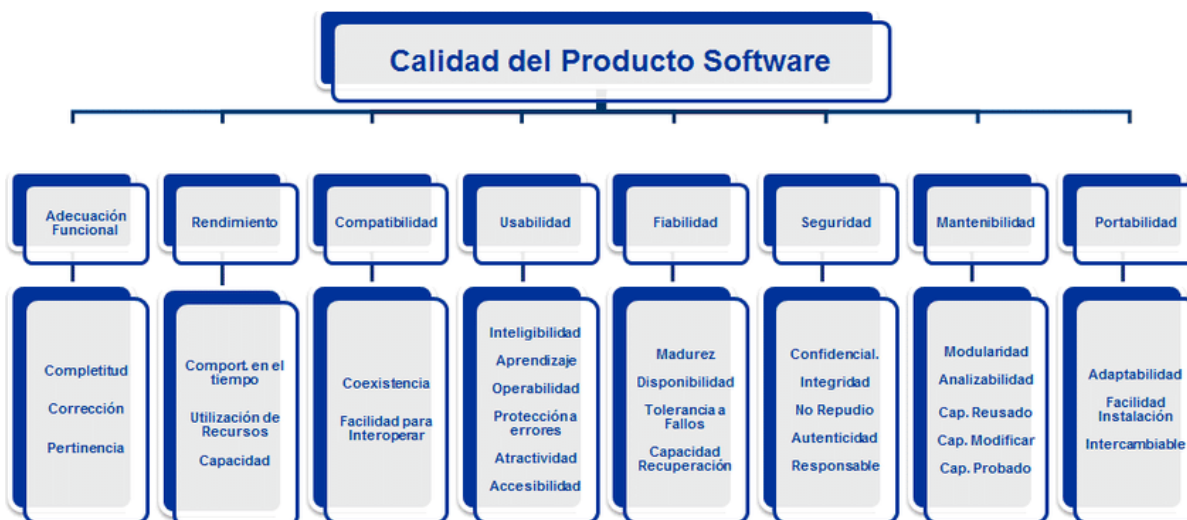 Calidad del Producto Software
Adecuación
Funcional
Rendimiento
Compatibilidad
Usabilidad
Fiabilidad
Seguridad
Mantenibilidad
Portabilidad
Completitud
Corrección
Pertinencia
Comport. en el
tiempo
Utilización de
Recursos
Capacidad
Coexistencia
Facilidad para
Interoperar
Inteligibilidad
Aprendizaje
Operabilidad
Protección a
errores
Atractividad
Accesibilidad
Madurez
Disponibilidad
Tolerancia a
Fallos
Capacidad
Recuperación
Confidencial.
Integridad
No Repudio
Autenticidad
Responsable
Modularidad
Analizabilidad
Cap. Reusado
Cap. Modificar
Cap. Probado
Adaptabilidad
Facilidad
Instalación
Intercambiable